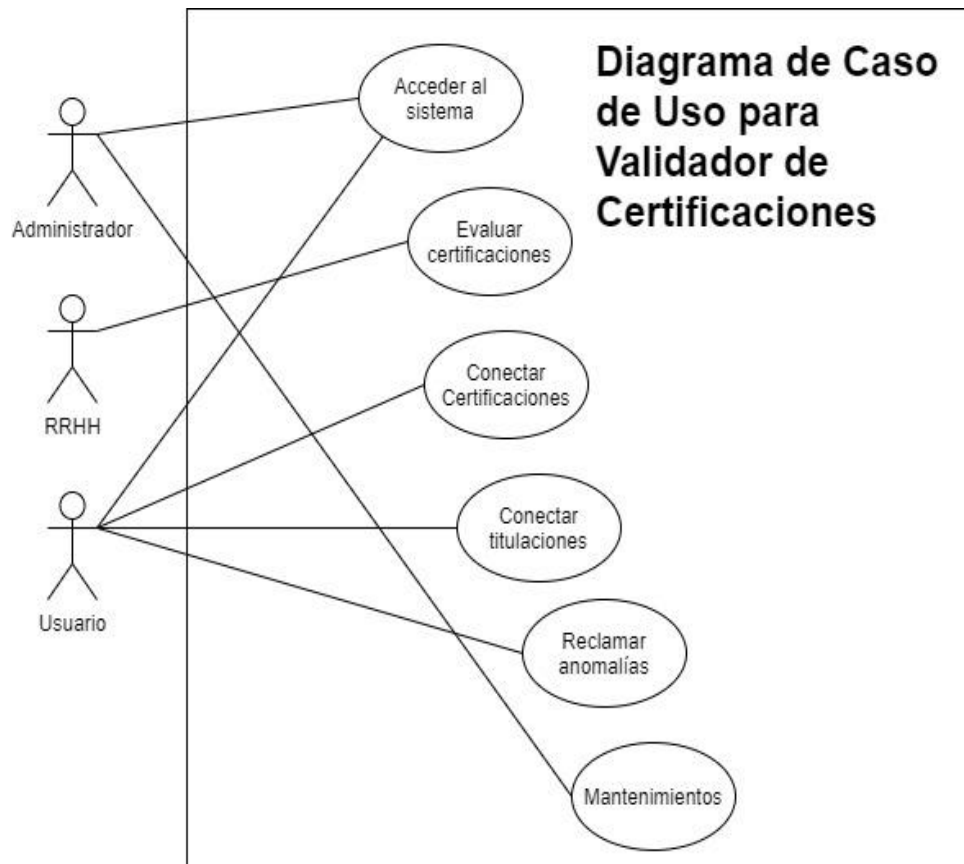 Diagrama de Caso
de Uso para
Validador de
Certificaciones
Acceder al
sistema
Administrador
Evaluar
certificaciones
RRHH
Conectar
Certificaciones
Conectar
titulaciones
Usuario
Reclamar
anomalías
Mantenimientos